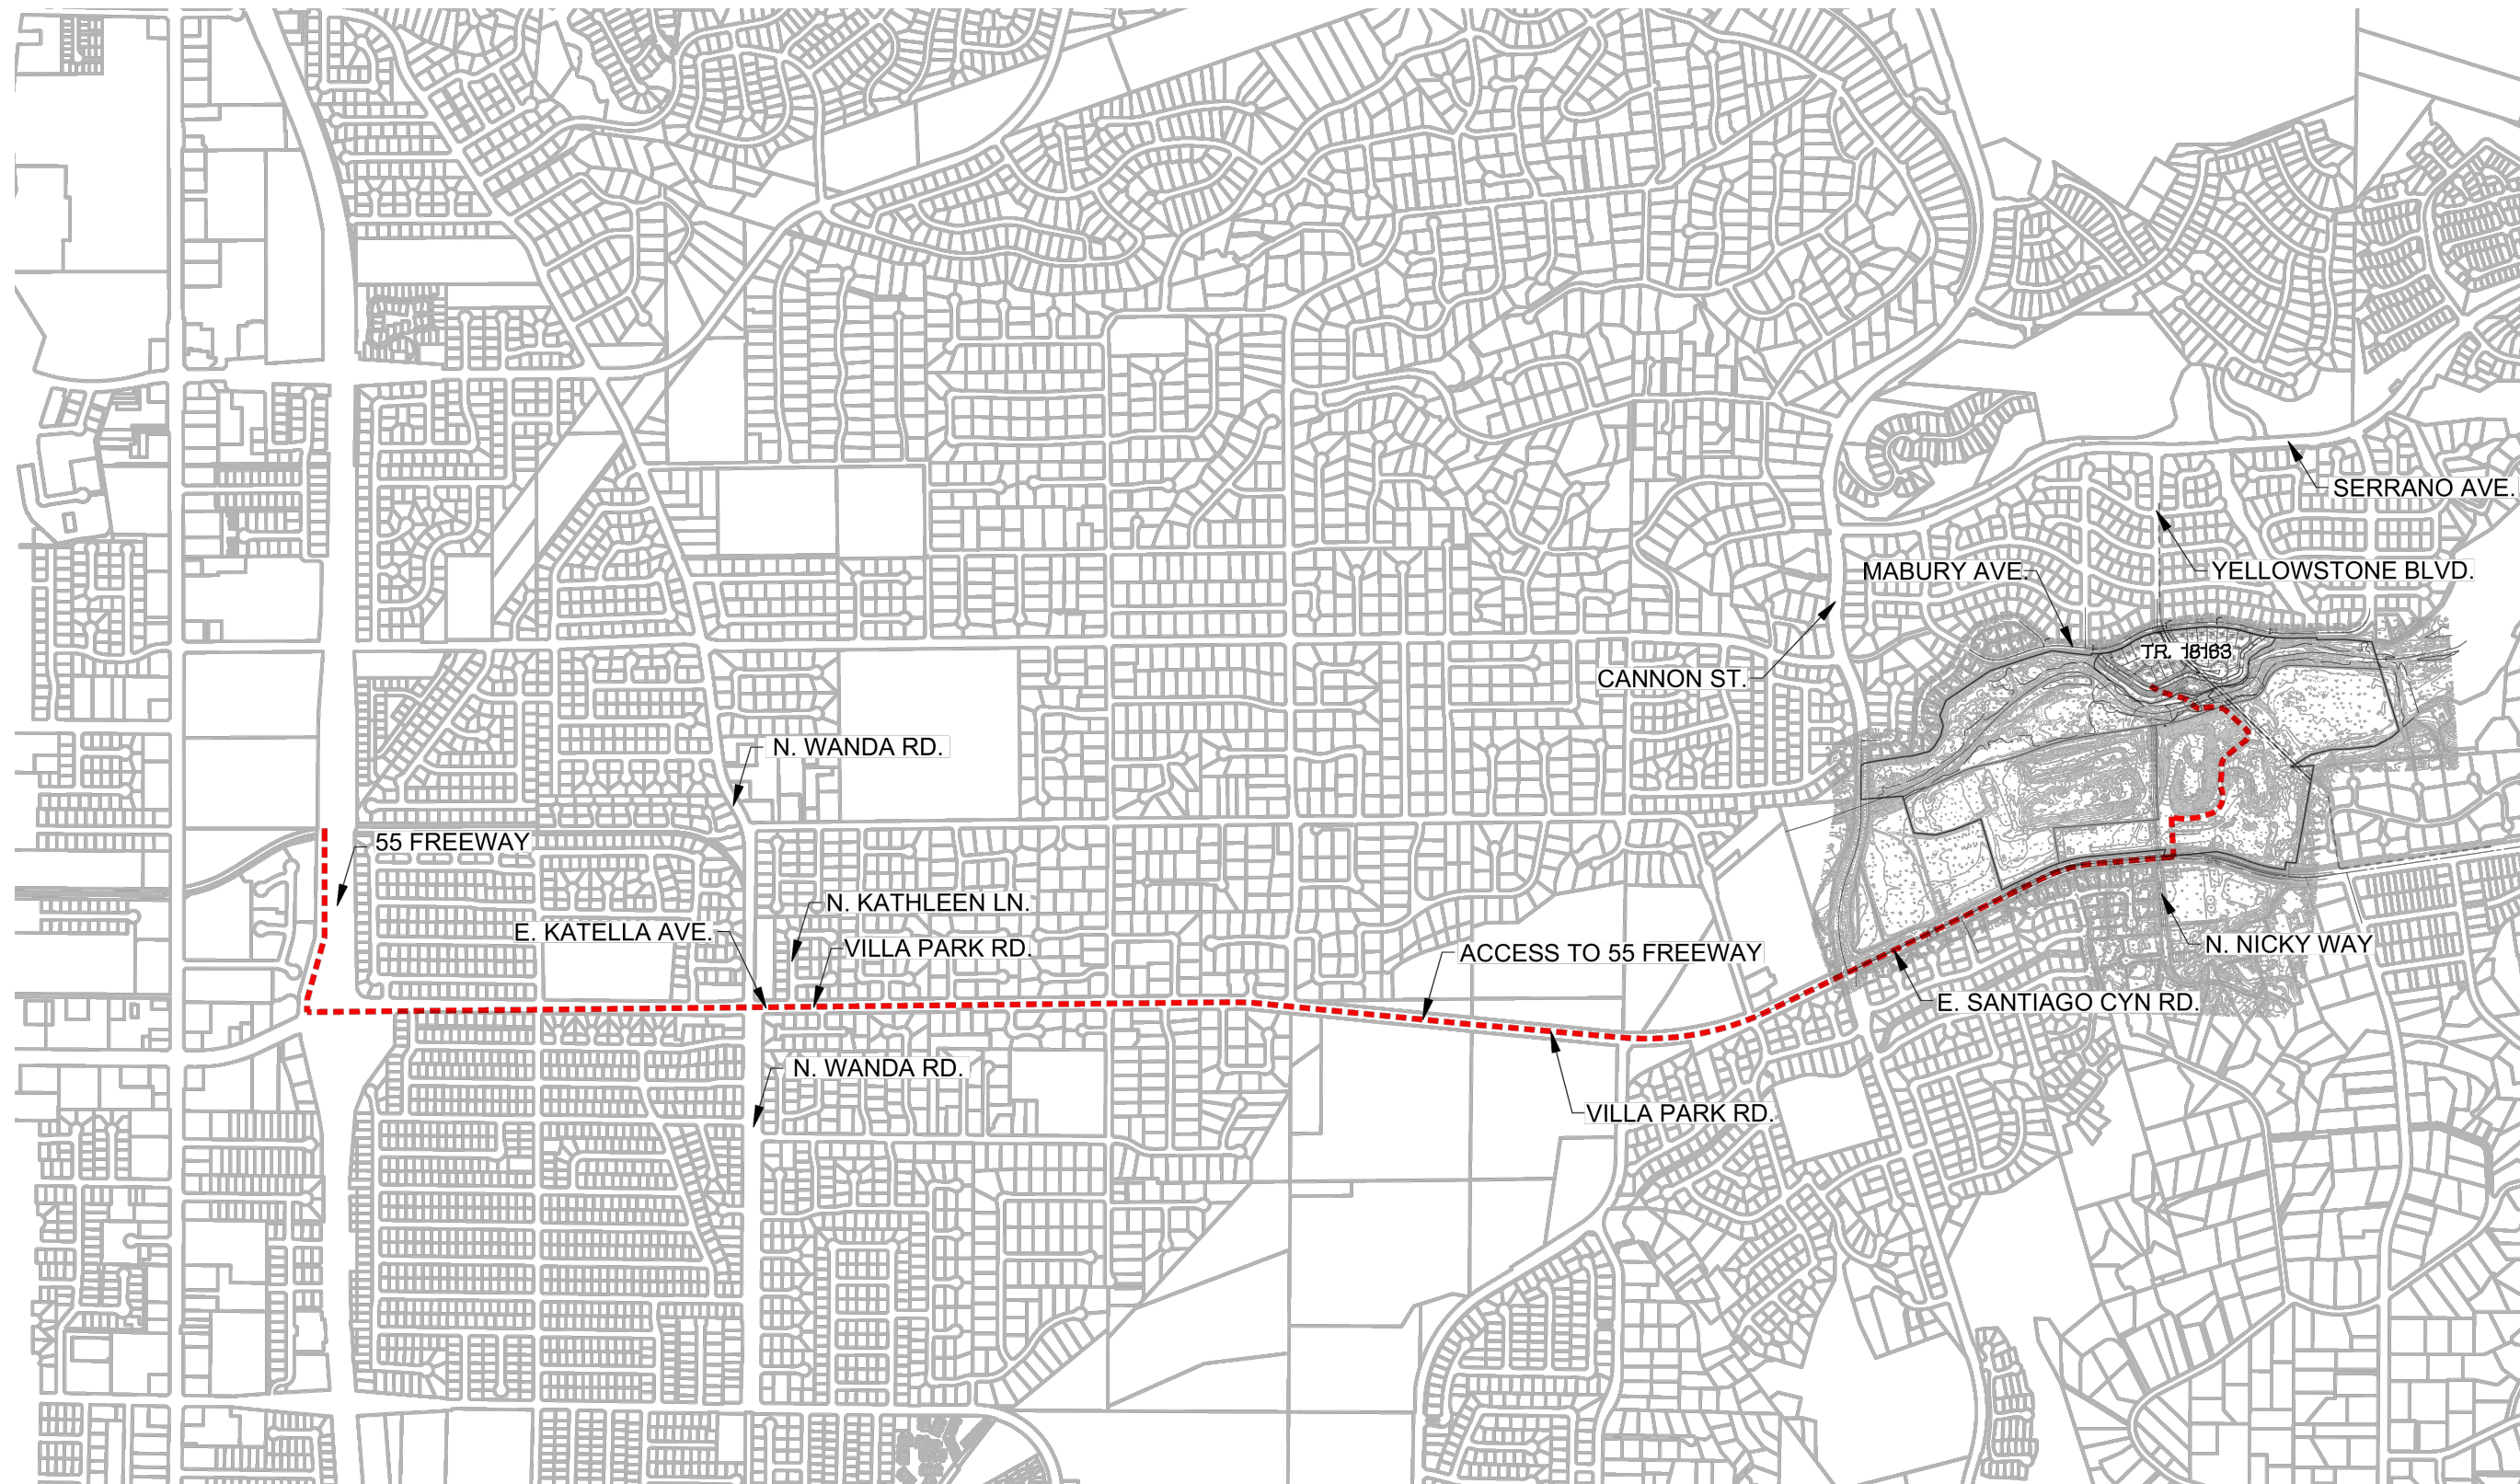 SERRANO AVE.
MABURY AVE.
YELLOWSTONE BLVD.
TR. 18163
CANNON ST.
N. WANDA RD.
55 FREEWAY
N. KATHLEEN LN.
E. KATELLA AVE.
VILLA PARK RD.
ACCESS TO 55 FREEWAY
N. NICKY WAY
E. SANTIAGO CYN RD.
N. WANDA RD.
VILLA PARK RD.